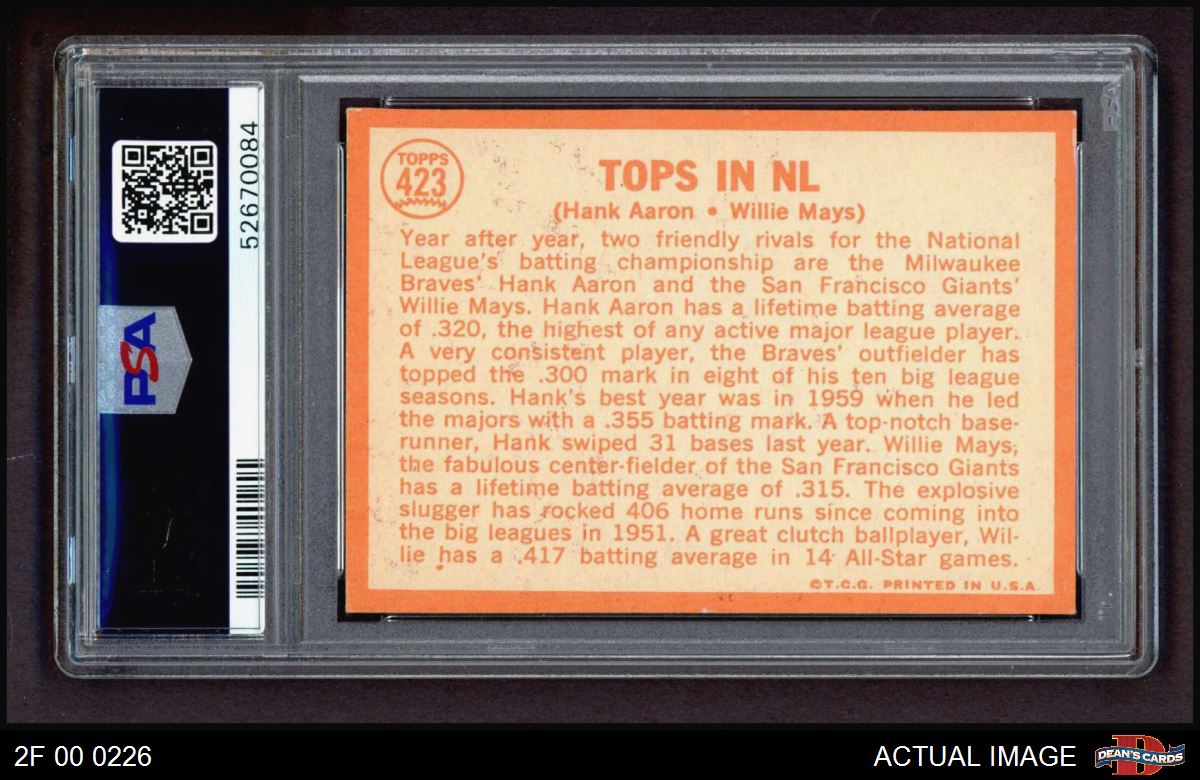 TOPPS
423
TOPS IN NL
(Hank Aaron • Willie Mays)
Year after year, two friendly rivals for the National
League's batting championship are the Milwaukee
Braves' Hank Aaron and the San Francisco Giants'
Willie Mays. Hank Aaron has a lifetime batting average
of .320, the highest of any active major league player.
A very consistent player, the Braves' outfielder has
topped the .300 mark in eight of his ten big league
seasons. Hank's best year was in 1959 when he led
the majors with a .355 batting mark. A top-notch base-
runner, Hank swiped 31 bases last year. Willie Mays,
the fabulous center-fielder of the San Francisco Giants
has a lifetime batting average of .315. The explosive
slugger has rocked 406 home runs since coming into
the big leagues in 1951. A great clutch ballplayer, Wil-
lie has a .417 batting average in 14 All-Star games.
©T.C.G. PRINTED IN U.S.A.
52670084
PSA
PSA
2F 00 0226
ACTUAL IMAGE
D
DEAN'S CARDS